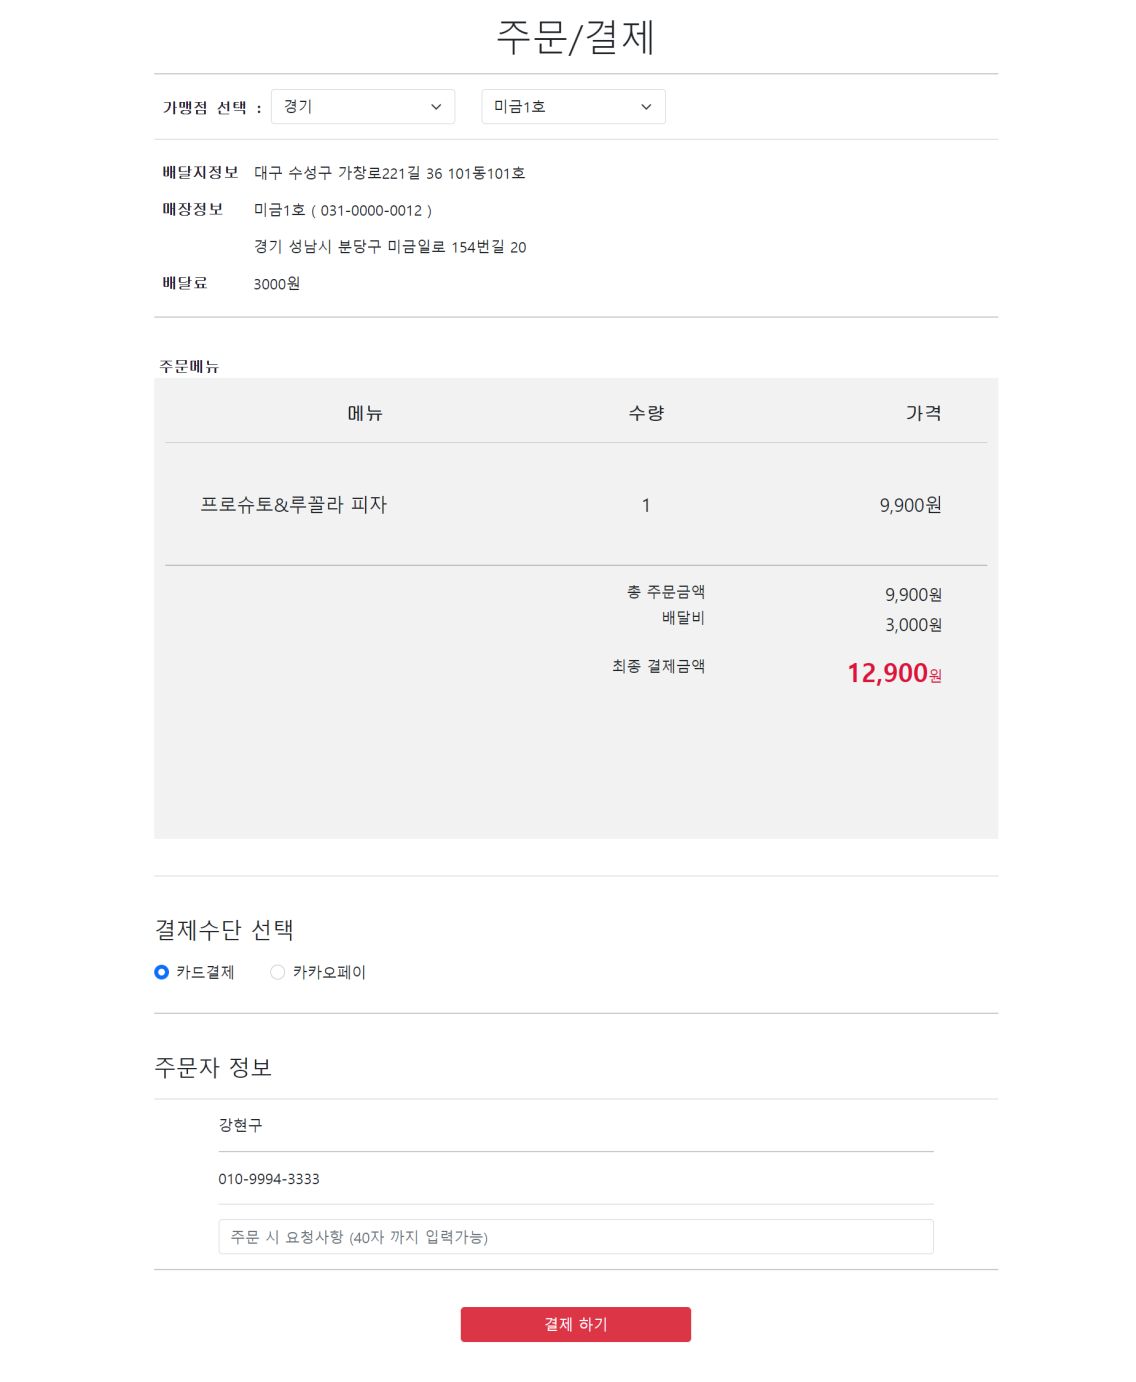 주문/결제
가맹점 선택 : 경기 미금1호
배달지정보 대구 수성구 가창로221길 36 101동101호
매장정보 미금1호 ( 031-0000-0012 )
경기 성남시 분당구 미금일로 154번길 20
배달료 3000원
주문메뉴
메뉴 수량 가격
프로슈토&루꼴라 피자 1 9,900원
총 주문금액 9,900원
배달비 3,000원
최종 결제금액 12,900원
결제수단 선택
카드결제 카카오페이
주문자 정보
강현구
010-9994-3333
주문 시 요청사항 (40자 까지 입력가능)
결제 하기